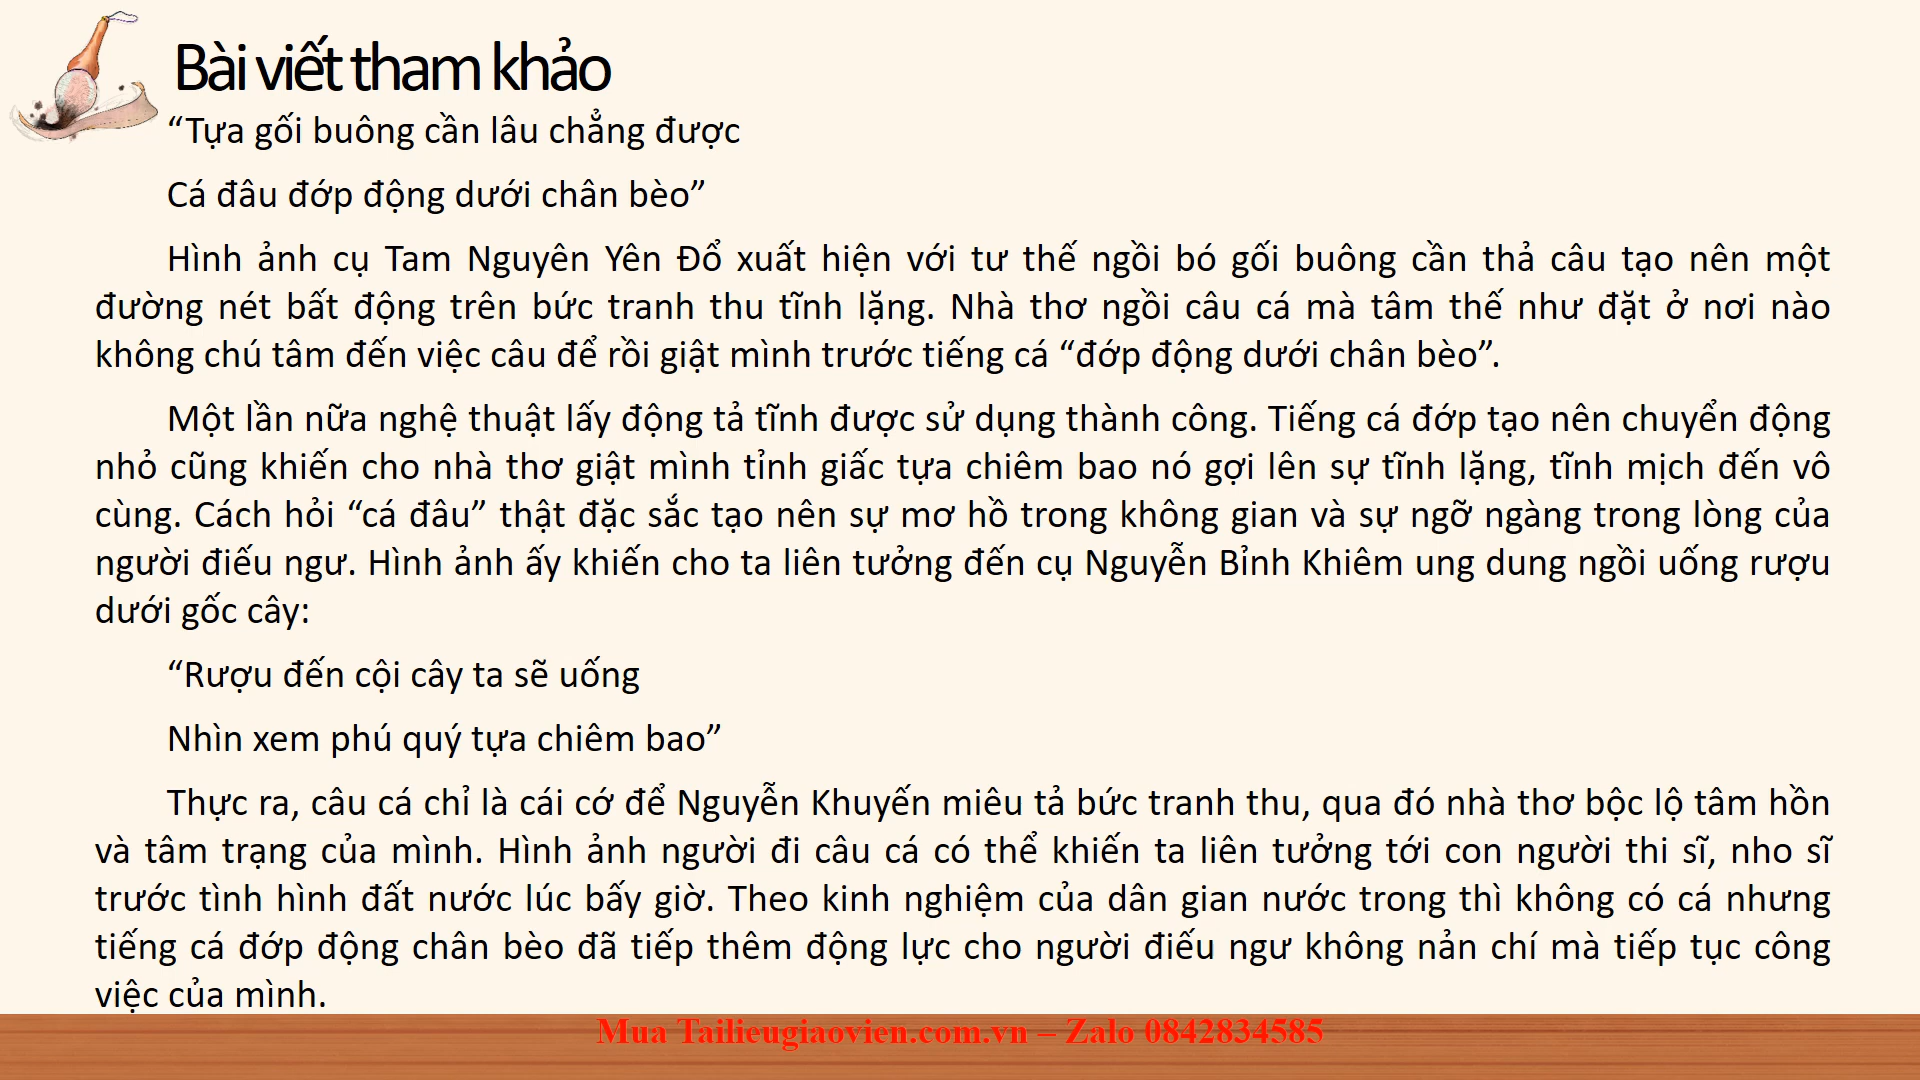 Bài viết tham khảo
“Tựa gối buông cần lâu chẳng được
Cá đâu đớp động dưới chân bèo”
Hình ảnh cụ Tam Nguyên Yên Đổ xuất hiện với tư thế ngồi bó gối buông cần thả câu tạo nên một
đường nét bất động trên bức tranh thu tĩnh lặng. Nhà thơ ngồi câu cá mà tâm thế như đặt ở nơi nào
không chú tâm đến việc câu để rồi giật mình trước tiếng cá “đớp động dưới chân bèo”.
Một lần nữa nghệ thuật lấy động tả tĩnh được sử dụng thành công. Tiếng cá đớp tạo nên chuyển động
nhỏ cũng khiến cho nhà thơ giật mình tỉnh giấc tựa chiêm bao nó gợi lên sự tĩnh lặng, tĩnh mịch đến vô
cùng. Cách hỏi “cá đâu” thật đặc sắc tạo nên sự mơ hồ trong không gian và sự ngỡ ngàng trong lòng của
người điếu ngư. Hình ảnh ấy khiến cho ta liên tưởng đến cụ Nguyễn Bỉnh Khiêm ung dung ngồi uống rượu
dưới gốc cây:
“Rượu đến cội cây ta sẽ uống
Nhìn xem phú quý tựa chiêm bao”
Thực ra, câu cá chỉ là cái cớ để Nguyễn Khuyến miêu tả bức tranh thu, qua đó nhà thơ bộc lộ tâm hồn
và tâm trạng của mình. Hình ảnh người đi câu cá có thể khiến ta liên tưởng tới con người thi sĩ, nho sĩ
trước tình hình đất nước lúc bấy giờ. Theo kinh nghiệm của dân gian nước trong thì không có cá nhưng
tiếng cá đớp động chân bèo đã tiếp thêm động lực cho người điếu ngư không nản chí mà tiếp tục công
việc của mình.
Mua Tailieugiaovien.com.vn – Zalo 0842834585